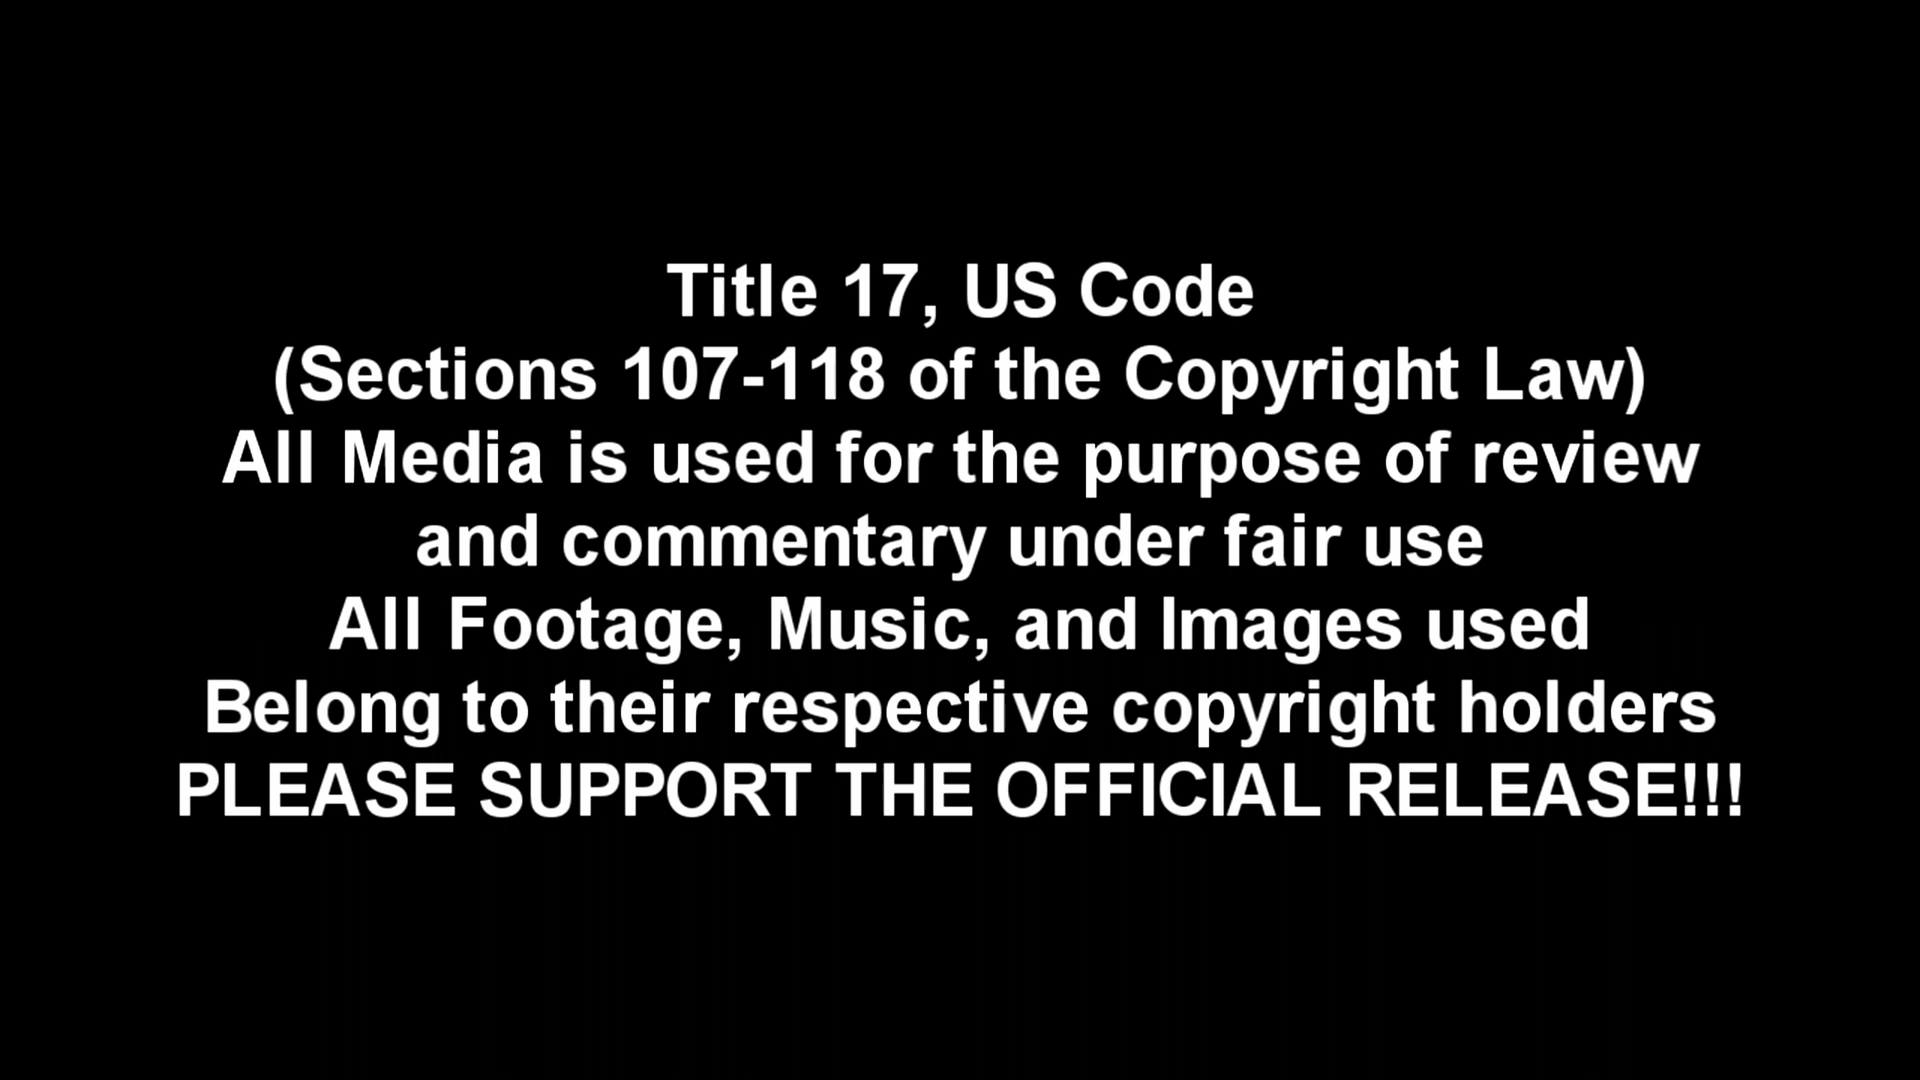 Title 17, US Code
(Sections 107-118 of the Copyright Law)
All Media is used for the purpose of review
and commentary under fair use
All Footage, Music, and Images used
Belong to their respective copyright holders
PLEASE SUPPORT THE OFFICIAL RELEASE!!!